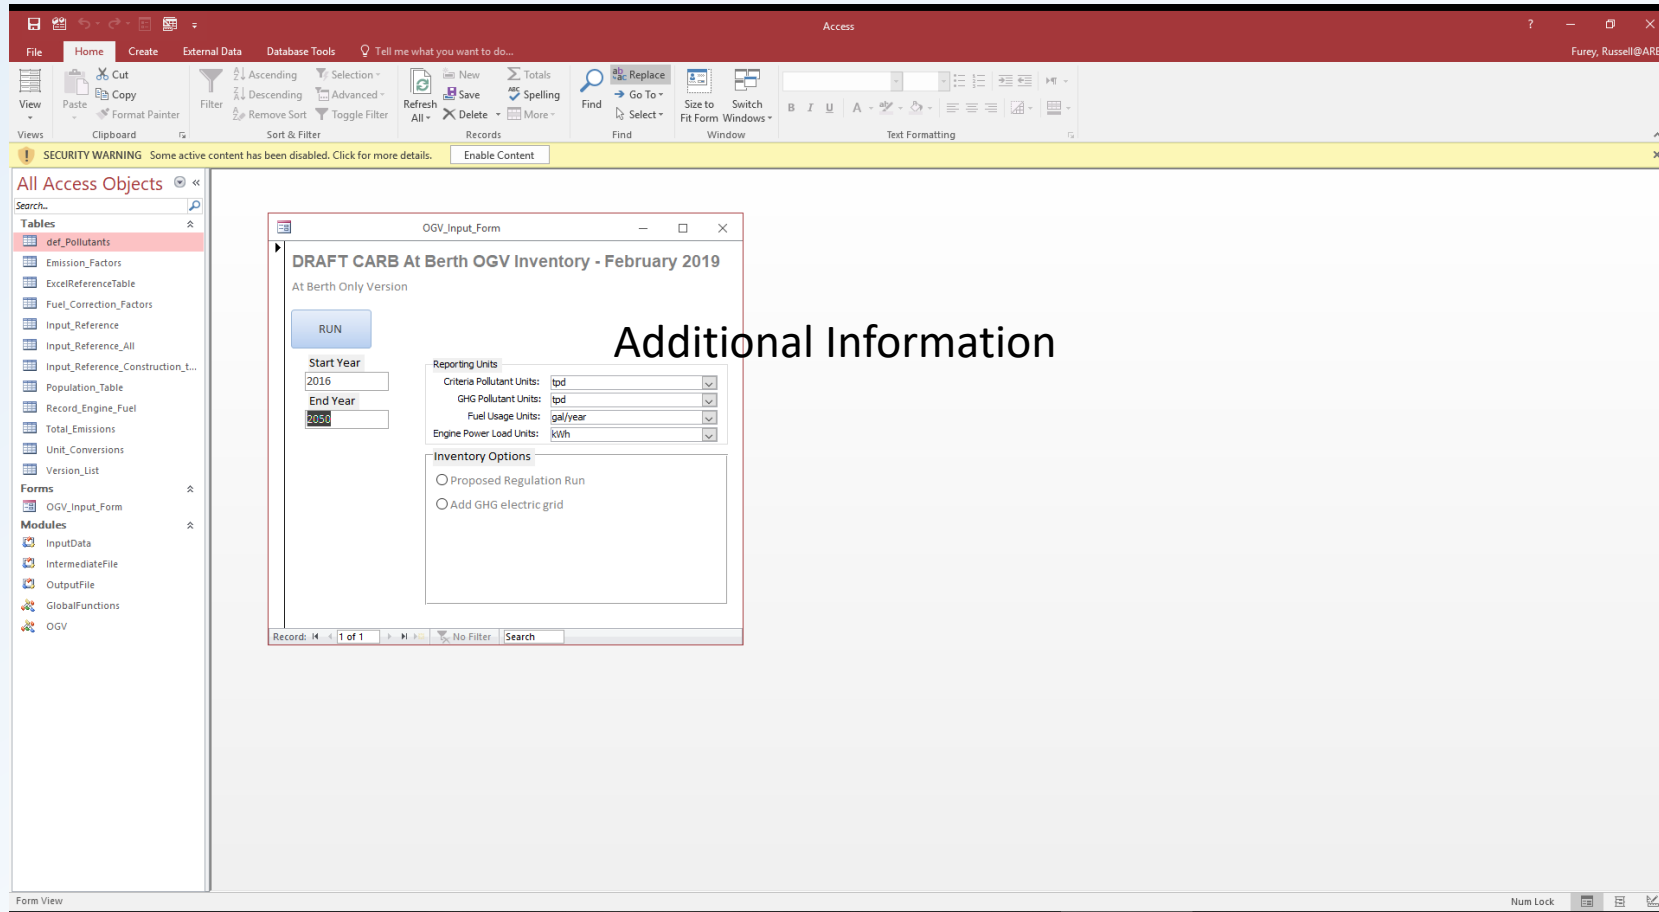 Access
File Home Create External Data Database Tools Tell me what you want to do... Furey, Russell@ARB
View
Views
Paste
Cut
Copy
Format Painter
Clipboard
Filter
Ascending
Descending
Remove Sort
Selection
Advanced
Toggle Filter
Sort & Filter
Refresh
All
New
Save
Delete
Totals
Spelling
More
Records
Find
Replace
Go To
Select
Find
Size to
Fit Form
Switch
Windows
Window
B I U A
Text Formatting
SECURITY WARNING Some active content has been disabled. Click for more details. Enable Content
All Access Objects
Search..
Tables
def_Pollutants
Emission_Factors
ExcelReferenceTable
Fuel_Correction_Factors
Input_Reference
Input_Reference_All
Input_Reference_Construction_t...
Population_Table
Record_Engine_Fuel
Total_Emissions
Unit_Conversions
Version_List
Forms
OGV_Input_Form
Modules
InputData
IntermediateFile
OutputFile
GlobalFunctions
OGV
OGV_Input_Form
DRAFT CARB At Berth OGV Inventory - February 2019
At Berth Only Version
RUN
Additional Information
Start Year
2016
End Year
2050
Reporting Units
Criteria Pollutant Units: tpd
GHG Pollutant Units: tpd
Fuel Usage Units: gal/year
Engine Power Load Units: kWh
Inventory Options
Proposed Regulation Run
Add GHG electric grid
Record: 1 of 1 No Filter Search
Form View Num Lock